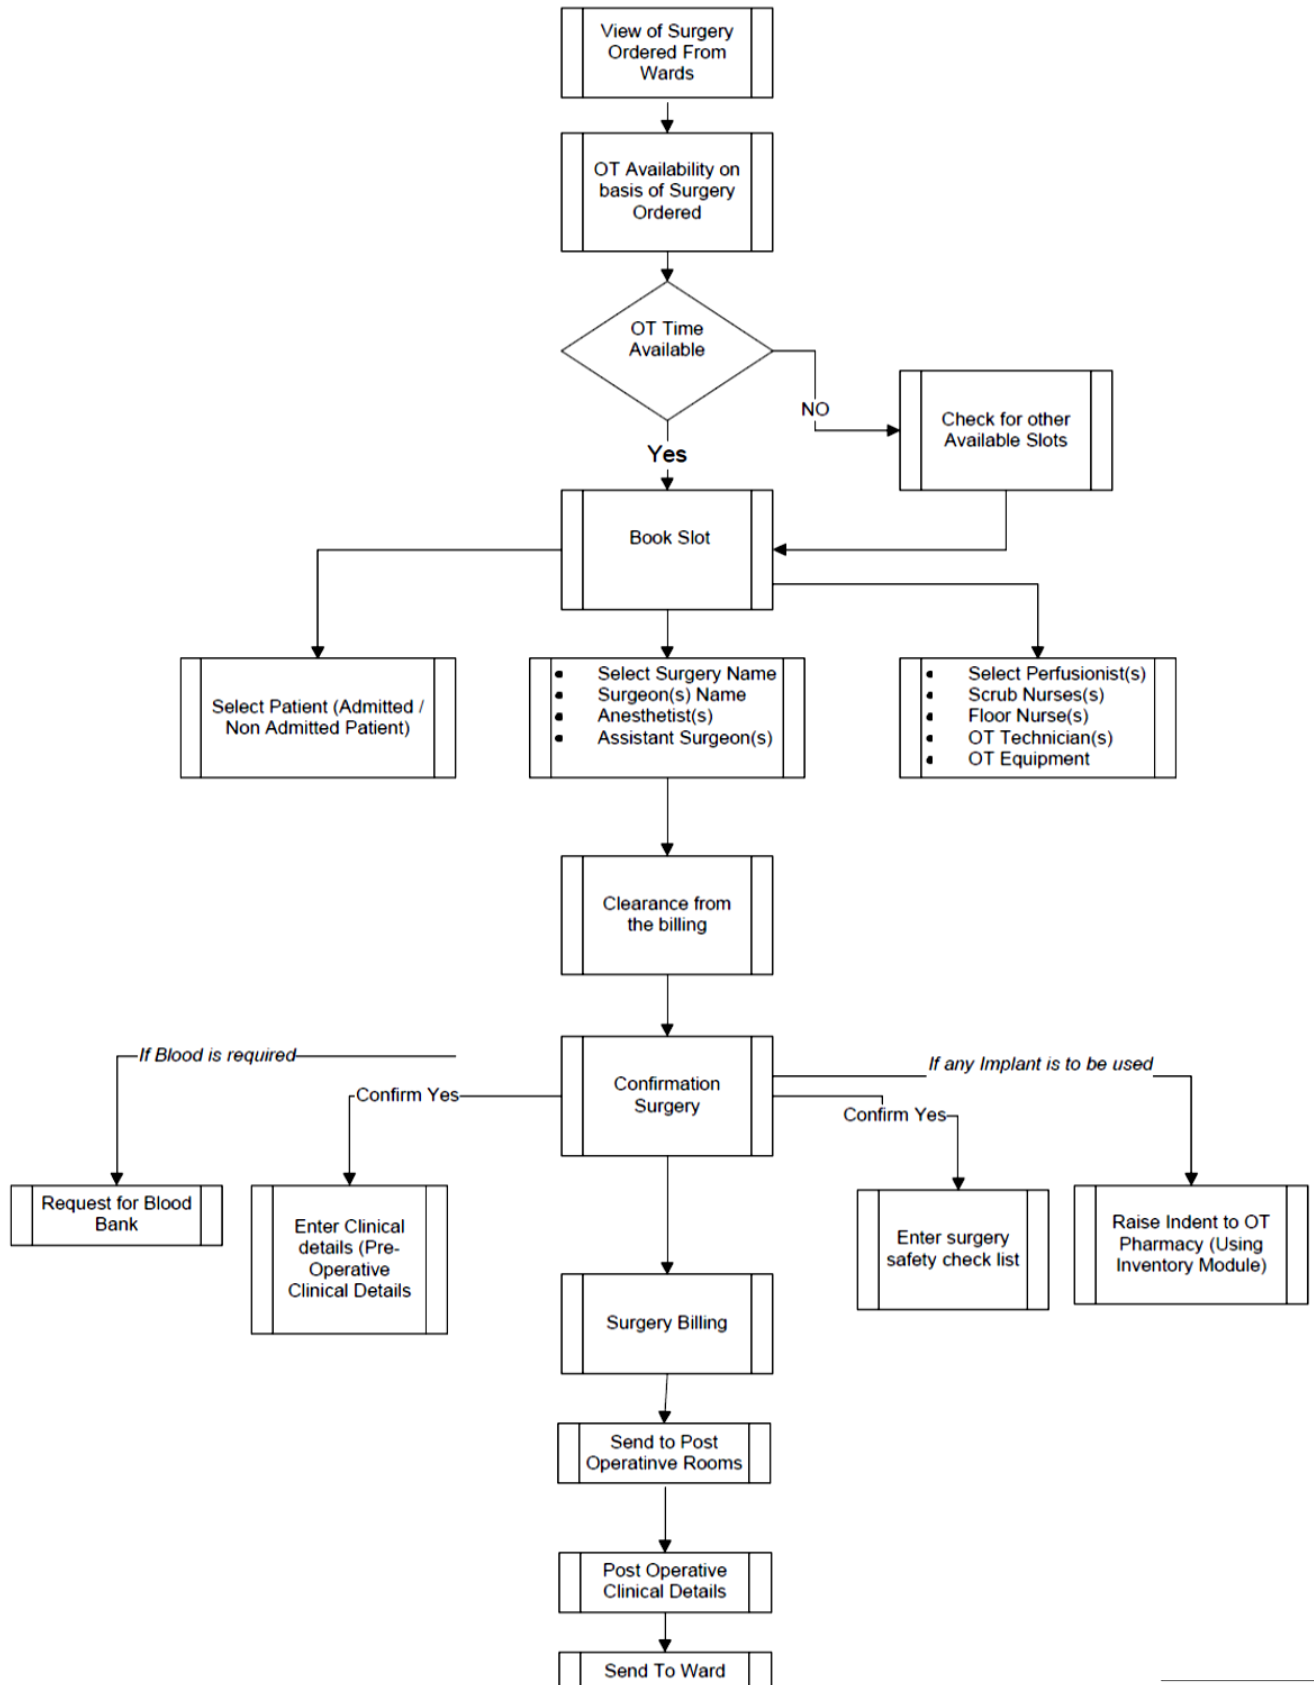 View of Surgery
Ordered From
Wards
OT Availability on
basis of Surgery
Ordered
OT Time
Available
NO
Check for other
Available Slots
Yes
Book Slot
Select Patient (Admitted /
Non Admitted Patient)
Select Surgery Name
Surgeon(s) Name
Anesthetist(s)
Assistant Surgeon(s)
Select Perfusionist(s)
Scrub Nurses(s)
Floor Nurse(s)
OT Technician(s)
OT Equipment
Clearance from
the billing
If Blood is required
Confirm Yes
Confirmation
Surgery
If any Implant is to be used
Confirm Yes
Request for Blood
Bank
Enter Clinical
details (Pre-
Operative
Clinical Details
Enter surgery
safety check list
Raise Indent to OT
Pharmacy (Using
Inventory Module)
Surgery Billing
Send to Post
Operatinve Rooms
Post Operative
Clinical Details
Send To Ward